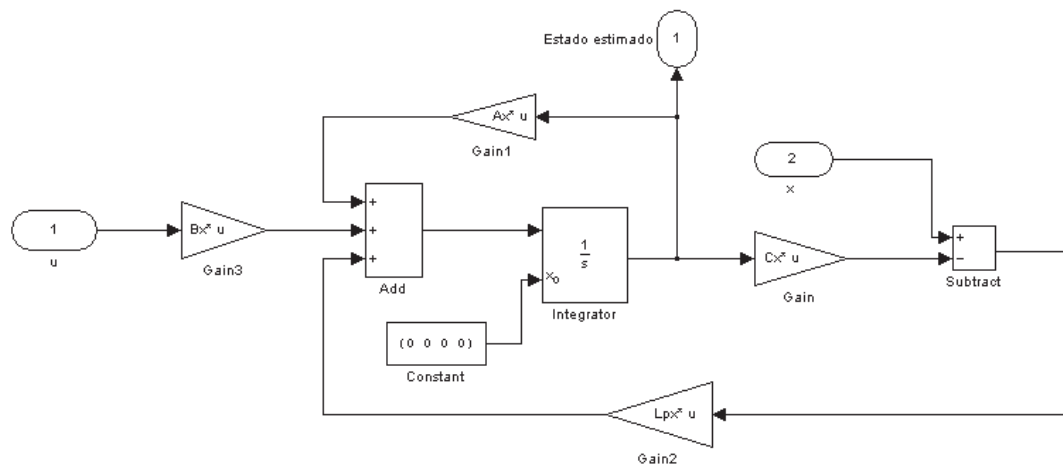 Estado estimado
1
Ax* u
Gain1
2
x
1
u
Bx* u
Gain3
+
+
+
Add
1
s
x₀
Integrator
Cx* u
Gain
+
−
Subtract
(0 0 0 0)
Constant
Lpx* u
Gain2